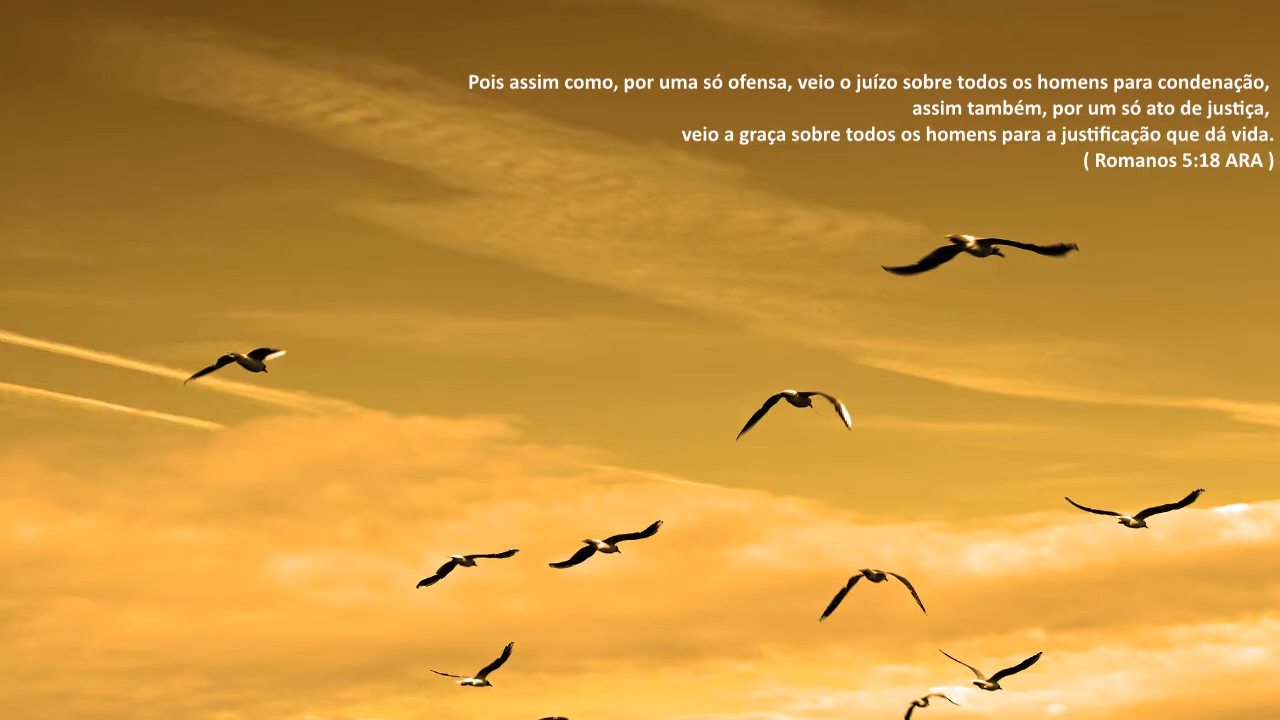 Pois assim como, por uma só ofensa, veio o juízo sobre todos os homens para condenação,
assim também, por um só ato de justiça,
veio a graça sobre todos os homens para a justificação que dá vida.
( Romanos 5:18 ARA )